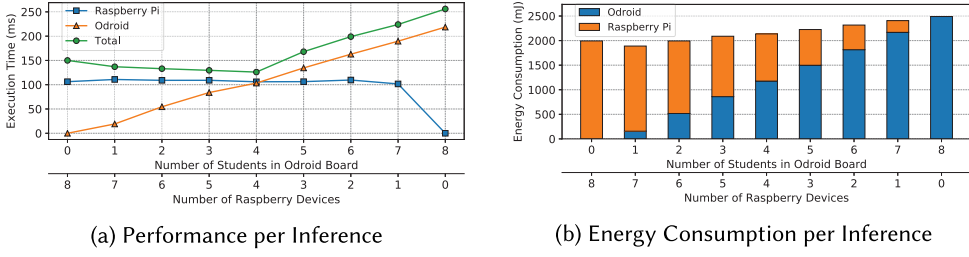 Execution Time (ms)
250
200
150
100
50
0
Raspberry Pi
Odroid
Total
0 1 2 3 4 5 6 7 8
Number of Students in Odroid Board
8 7 6 5 4 3 2 1 0
Number of Raspberry Devices
(a) Performance per Inference
Energy Consumption (mJ)
2500
2000
1500
1000
500
0
Odroid
Raspberry Pi
0 1 2 3 4 5 6 7 8
Number of Students in Odroid Board
8 7 6 5 4 3 2 1 0
Number of Raspberry Devices
(b) Energy Consumption per Inference